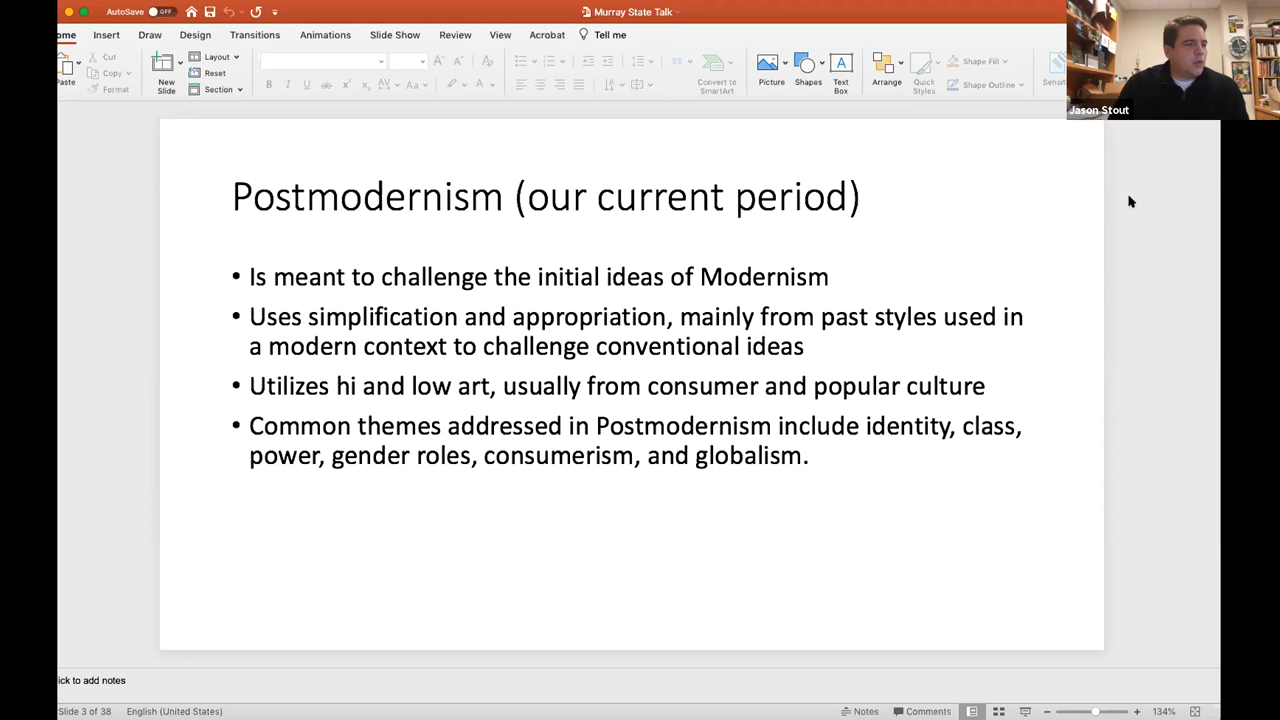 AutoSave OFF
Murray State Talk
ome Insert Draw Design Transitions Animations Slide Show Review View Acrobat Tell me
Paste
Cut
Copy
Format
New Slide
Layout
Reset
Section
Convert to SmartArt
Picture
Shapes
Text Box
Arrange
Quick Styles
Shape Fill
Shape Outline
Sensit
Jason Stout
Postmodernism (our current period)
• Is meant to challenge the initial ideas of Modernism
• Uses simplification and appropriation, mainly from past styles used in
a modern context to challenge conventional ideas
• Utilizes hi and low art, usually from consumer and popular culture
• Common themes addressed in Postmodernism include identity, class,
power, gender roles, consumerism, and globalism.
ick to add notes
Slide 3 of 38 English (United States) Notes Comments 134%